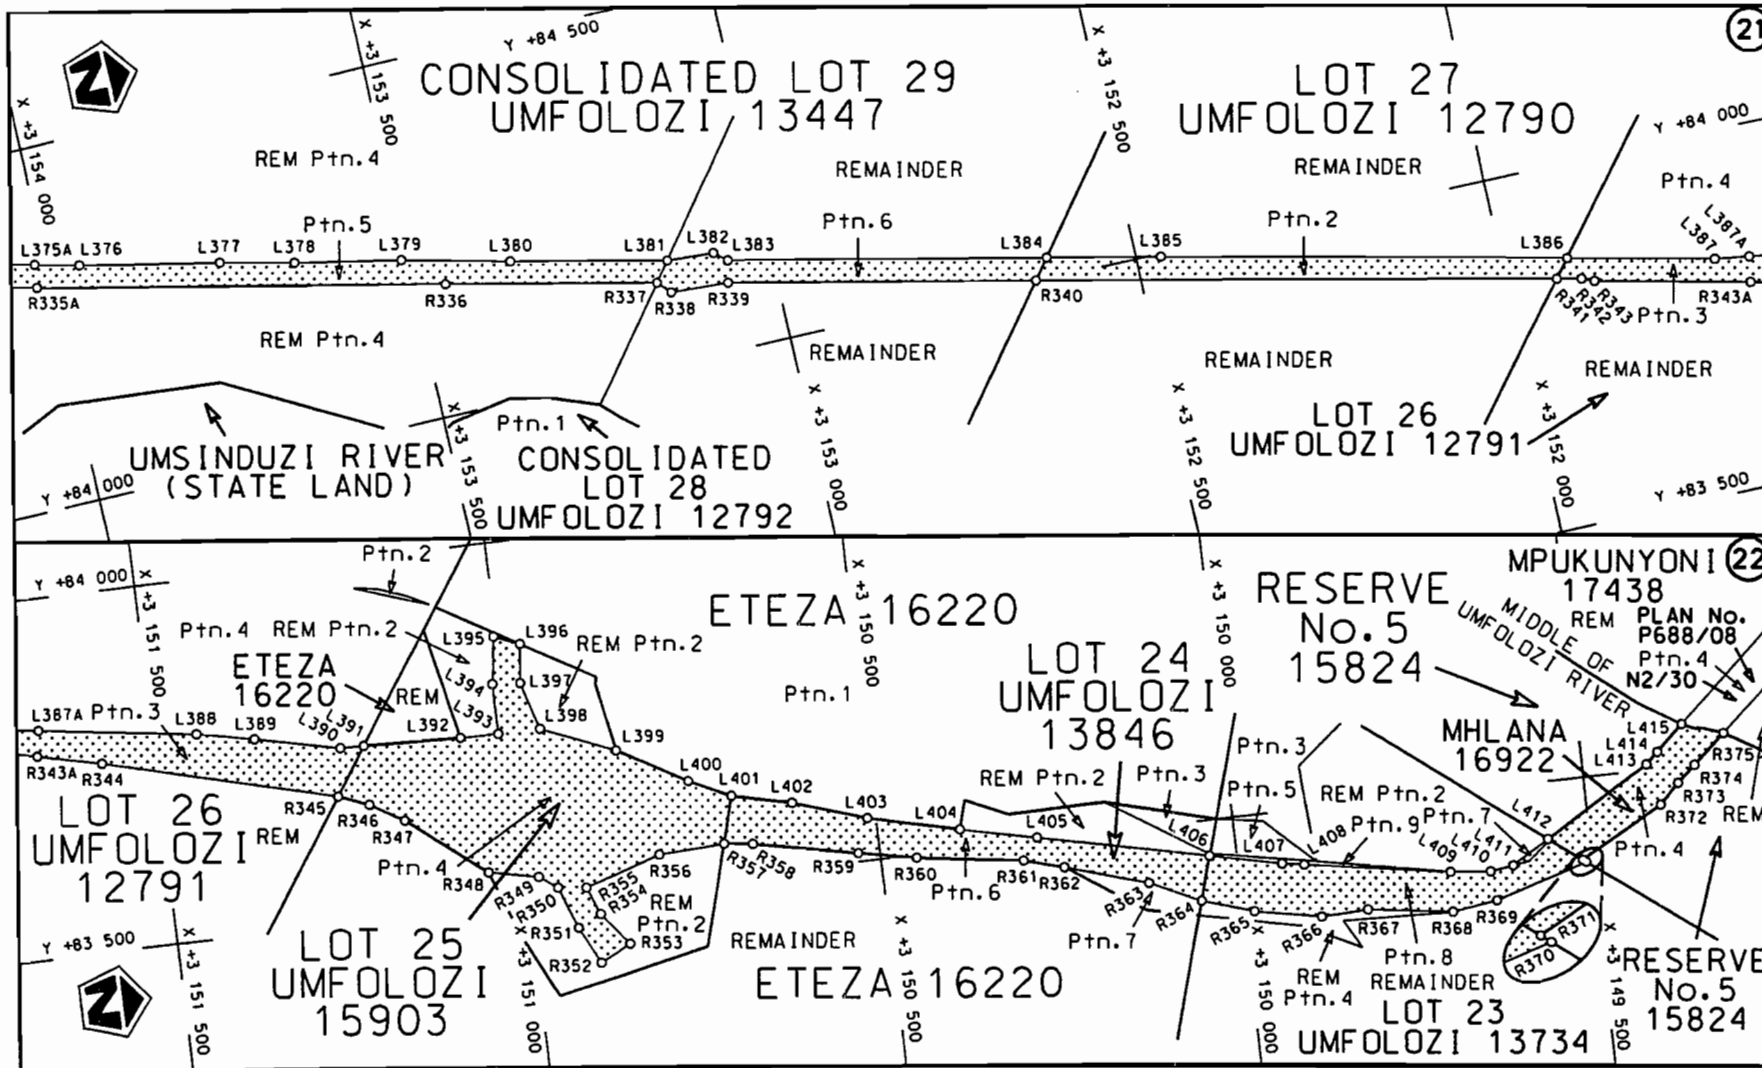 21
X +3 154 000
X +3 153 500
Y +84 500
CONSOLIDATED LOT 29
UMFOLOZI 13447
X +3 152 500
LOT 27
UMFOLOZI 12790
Y +84 000
REM Ptn.4
REMAINDER
REMAINDER
Ptn.4
Ptn.5
Ptn.6
Ptn.2
L375A
L376
L377
L378
L379
L380
L381
L382
L383
L384
L385
L386
L387
L387A
R335A
R336
R337
R338
R339
R340
R341
R342
R343
Ptn.3
R343A
REM Ptn.4
REMAINDER
REMAINDER
REMAINDER
Ptn.1
UMSINDUZI RIVER
(STATE LAND)
Y +84 000
X +3 153 500
CONSOLIDATED
LOT 28
UMFOLOZI 12792
X +3 153 000
X +3 152 500
LOT 26
UMFOLOZI 12791
X +3 152 000
Y +83 500
22
Ptn.2
Y +84 000
X +3 151 500
ETEZA 16220
X +3 150 500
X +3 150 000
RESERVE
No.5
15824
MPUKUNYONI
17438
REM
PLAN No.
P688/08
Ptn.4
N2/30
MIDDLE OF
UMFOLOZI RIVER
Ptn.4
REM Ptn.2
ETEZA
16220
REM
L395
L396
REM Ptn.2
L394
L397
L393
L398
Ptn.1
LOT 24
UMFOLOZI
13846
MHLANA
16922
L387A
Ptn.3
L388
L389
L390
L391
L392
L399
L400
L401
L402
L403
L404
L405
REM Ptn.2
Ptn.3
Ptn.3
Ptn.5
REM Ptn.2
Ptn.7
Ptn.9
L406
L407
L408
L409
L410
L411
L412
L413
L414
L415
R343A
R344
R345
R346
R347
R348
R349
R350
R351
R352
R353
R354
R355
R356
R357
R358
R359
R360
R361
R362
R363
R364
R365
R366
R367
R368
R369
R370
R371
R372
R373
R374
R375
REM
Ptn.4
LOT 26
UMFOLOZI
12791
REM
Ptn.4
REM
Ptn.2
Ptn.6
Ptn.7
REM
Ptn.4
Ptn.8
REMAINDER
LOT 23
UMFOLOZI 13734
RESERVE
No.5
15824
Y +83 500
X +3 151 500
LOT 25
UMFOLOZI
15903
X +3 151 000
REMAINDER
ETEZA 16220
X +3 150 500
X +3 150 000
X +3 149 500